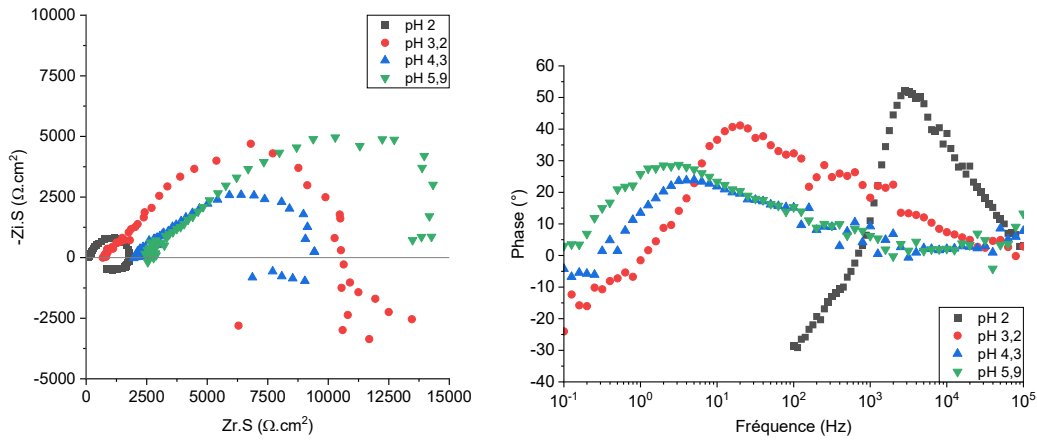 10000
7500
5000
2500
0
-2500
-5000
-Zi.S (Ω.cm²)
0 2500 5000 7500 10000 12500 15000
Zr.S (Ω.cm²)
pH 2
pH 3,2
pH 4,3
pH 5,9
60
50
40
30
20
10
0
-10
-20
-30
-40
Phase (°)
10⁻¹ 10⁰ 10¹ 10² 10³ 10⁴ 10⁵
Fréquence (Hz)
pH 2
pH 3,2
pH 4,3
pH 5,9